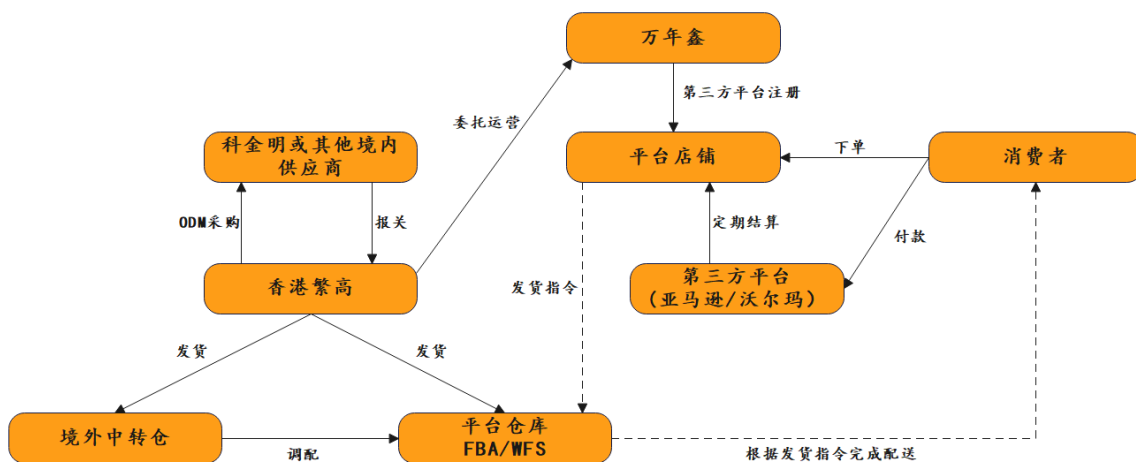 万年鑫
委托运营
第三方平台注册
科金明或其他境内
供应商
平台店铺
下单
消费者
ODM采购
报关
定期结算
付款
香港繁高
发货指令
第三方平台
(亚马逊/沃尔玛)
发货
发货
境外中转仓
调配
平台仓库
FBA/WFS
根据发货指令完成配送